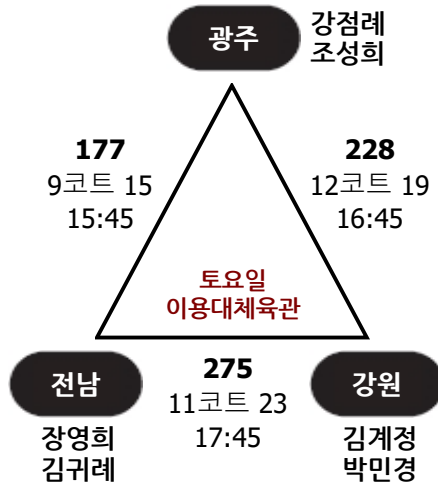 광주
강점례
조성희
177
9코트 15
15:45
228
12코트 19
16:45
토요일
이용대체육관
전남
장영희
김귀례
275
11코트 23
17:45
강원
김계정
박민경